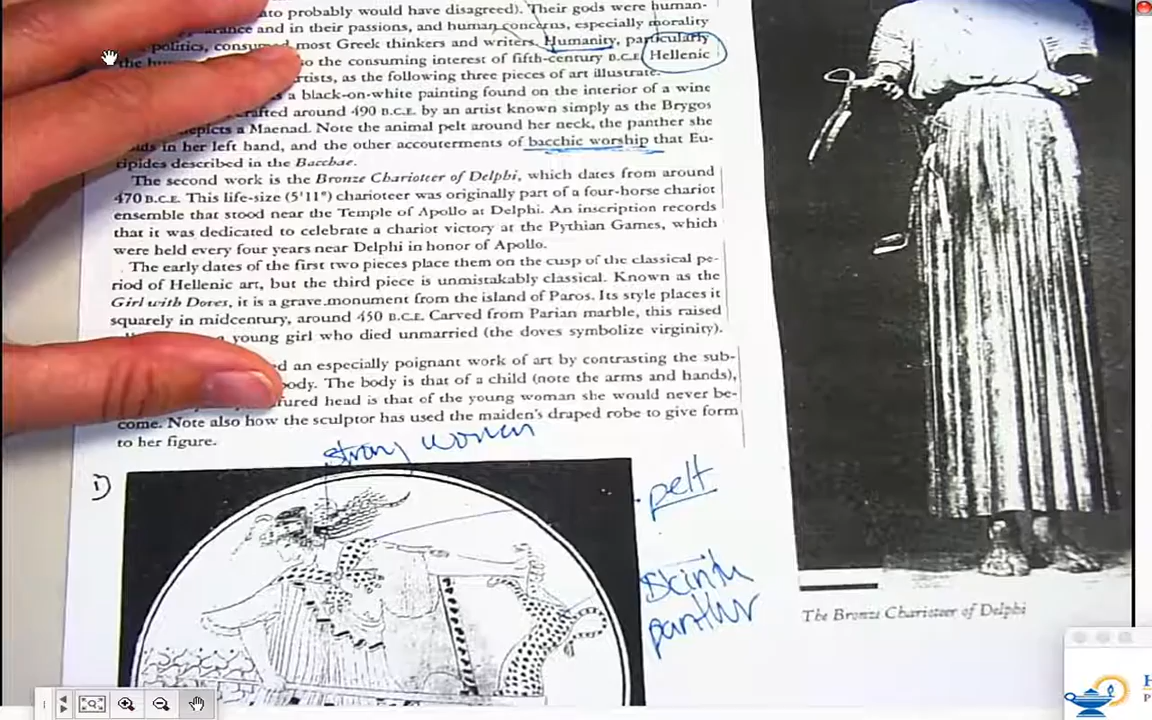 to probably would have disagreed). Their gods were human-
and in their passions, and human concerns, especially morality
politics, consumed most Greek thinkers and writers. Humanity, particularly
the consuming interest of fifth-century B.C.E. Hellenic
artists, as the following three pieces of art illustrate.
a black-on-white painting found on the interior of a wine
crafted around 490 B.C.E. by an artist known simply as the Brygos
depicts a Maenad. Note the animal pelt around her neck, the panther she
in her left hand, and the other accouterments of bacchic worship that Eu-
ripides described in the Bacchae.
The second work is the Bronze Charioteer of Delphi, which dates from around
470 B.C.E. This life-size (5'11") charioteer was originally part of a four-horse chariot
ensemble that stood near the Temple of Apollo at Delphi. An inscription records
that it was dedicated to celebrate a chariot victory at the Pythian Games, which
were held every four years near Delphi in honor of Apollo.
The early dates of the first two pieces place them on the cusp of the classical pe-
riod of Hellenic art, but the third piece is unmistakably classical. Known as the
Girl with Doves, it is a grave monument from the island of Paros. Its style places it
squarely in midcentury, around 450 B.C.E. Carved from Parian marble, this raised
young girl who died unmarried (the doves symbolize virginity).
an especially poignant work of art by contrasting the sub-
body. The body is that of a child (note the arms and hands),
head is that of the young woman she would never be-
come. Note also how the sculptor has used the maiden's draped robe to give form
to her figure.
strong woman
1)
pelt
panther
The Bronze Charioteer of Delphi